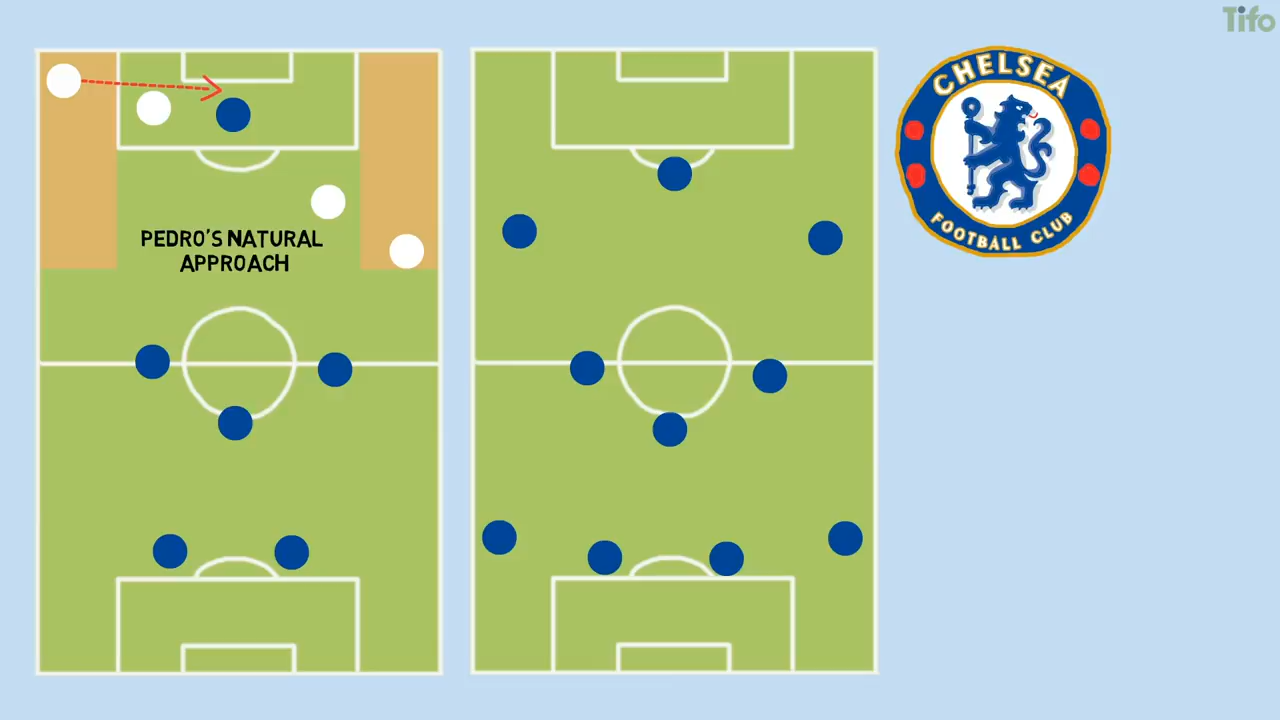 Tifo
PEDRO'S NATURAL
APPROACH
CHELSEA
FOOTBALL CLUB